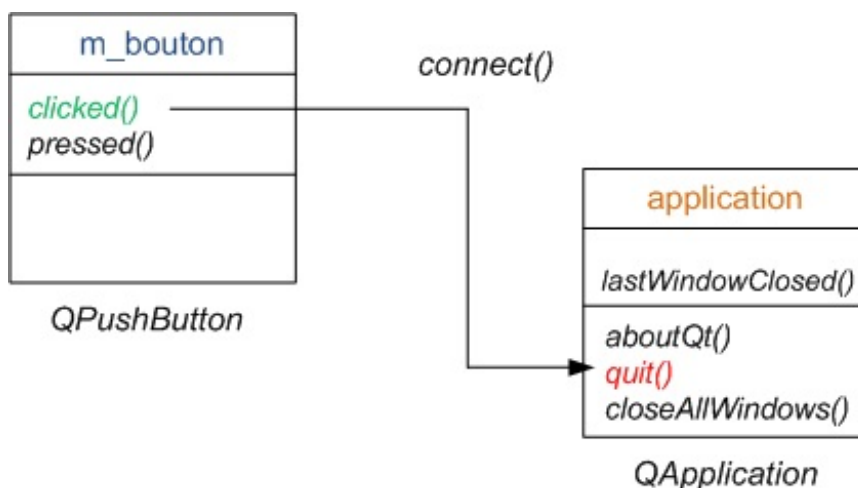 m_bouton
clicked()
pressed()
QPushButton
connect()
application
lastWindowClosed()
aboutQt()
quit()
closeAllWindows()
QApplication